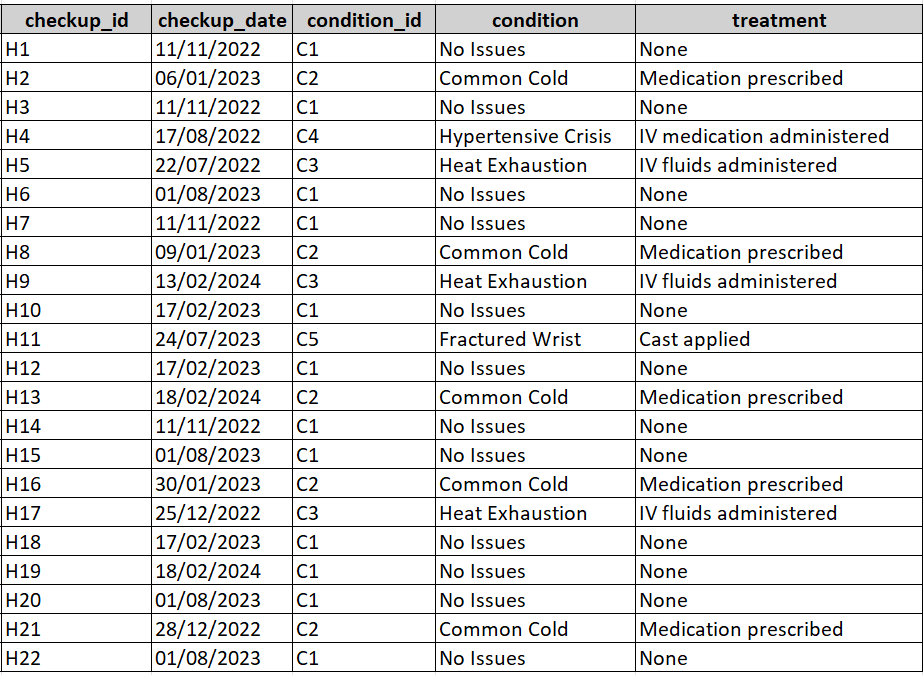 checkup_id checkup_date condition_id condition treatment
H1 11/11/2022 C1 No Issues None
H2 06/01/2023 C2 Common Cold Medication prescribed
H3 11/11/2022 C1 No Issues None
H4 17/08/2022 C4 Hypertensive Crisis IV medication administered
H5 22/07/2022 C3 Heat Exhaustion IV fluids administered
H6 01/08/2023 C1 No Issues None
H7 11/11/2022 C1 No Issues None
H8 09/01/2023 C2 Common Cold Medication prescribed
H9 13/02/2024 C3 Heat Exhaustion IV fluids administered
H10 17/02/2023 C1 No Issues None
H11 24/07/2023 C5 Fractured Wrist Cast applied
H12 17/02/2023 C1 No Issues None
H13 18/02/2024 C2 Common Cold Medication prescribed
H14 11/11/2022 C1 No Issues None
H15 01/08/2023 C1 No Issues None
H16 30/01/2023 C2 Common Cold Medication prescribed
H17 25/12/2022 C3 Heat Exhaustion IV fluids administered
H18 17/02/2023 C1 No Issues None
H19 18/02/2024 C1 No Issues None
H20 01/08/2023 C1 No Issues None
H21 28/12/2022 C2 Common Cold Medication prescribed
H22 01/08/2023 C1 No Issues None